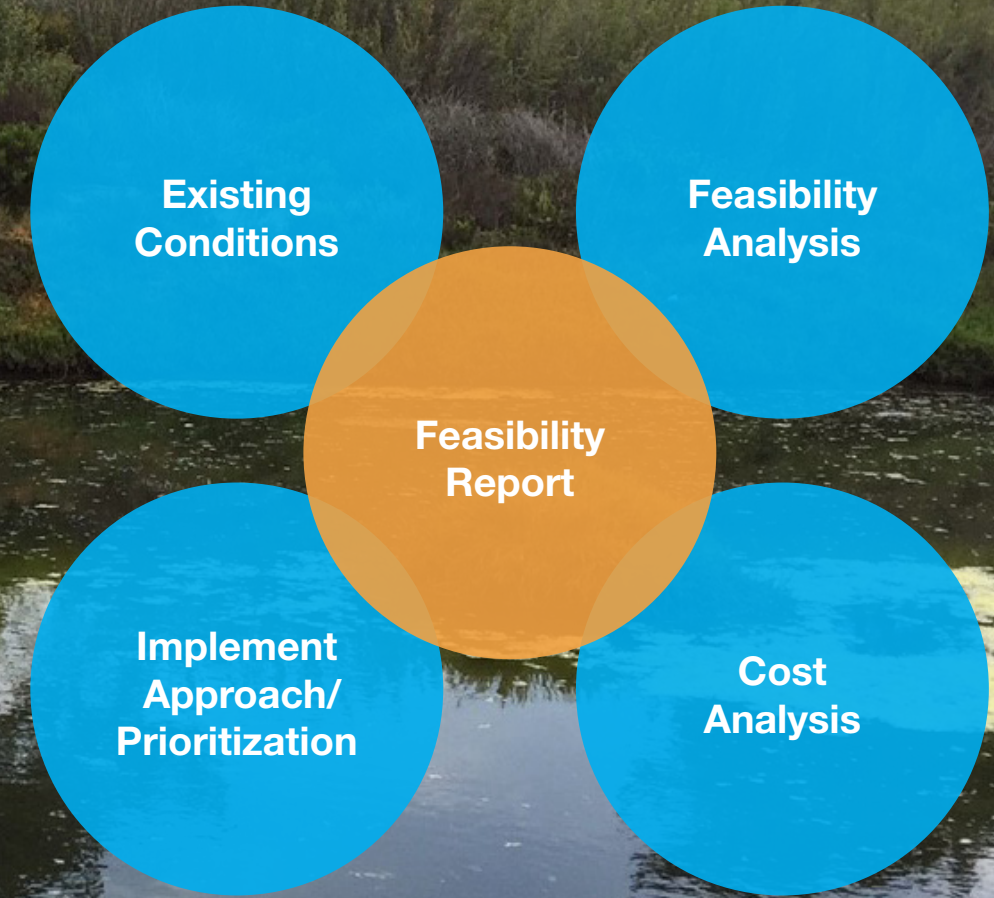 Existing
Conditions
Feasibility
Analysis
Feasibility
Report
Implement
Approach/
Prioritization
Cost
Analysis